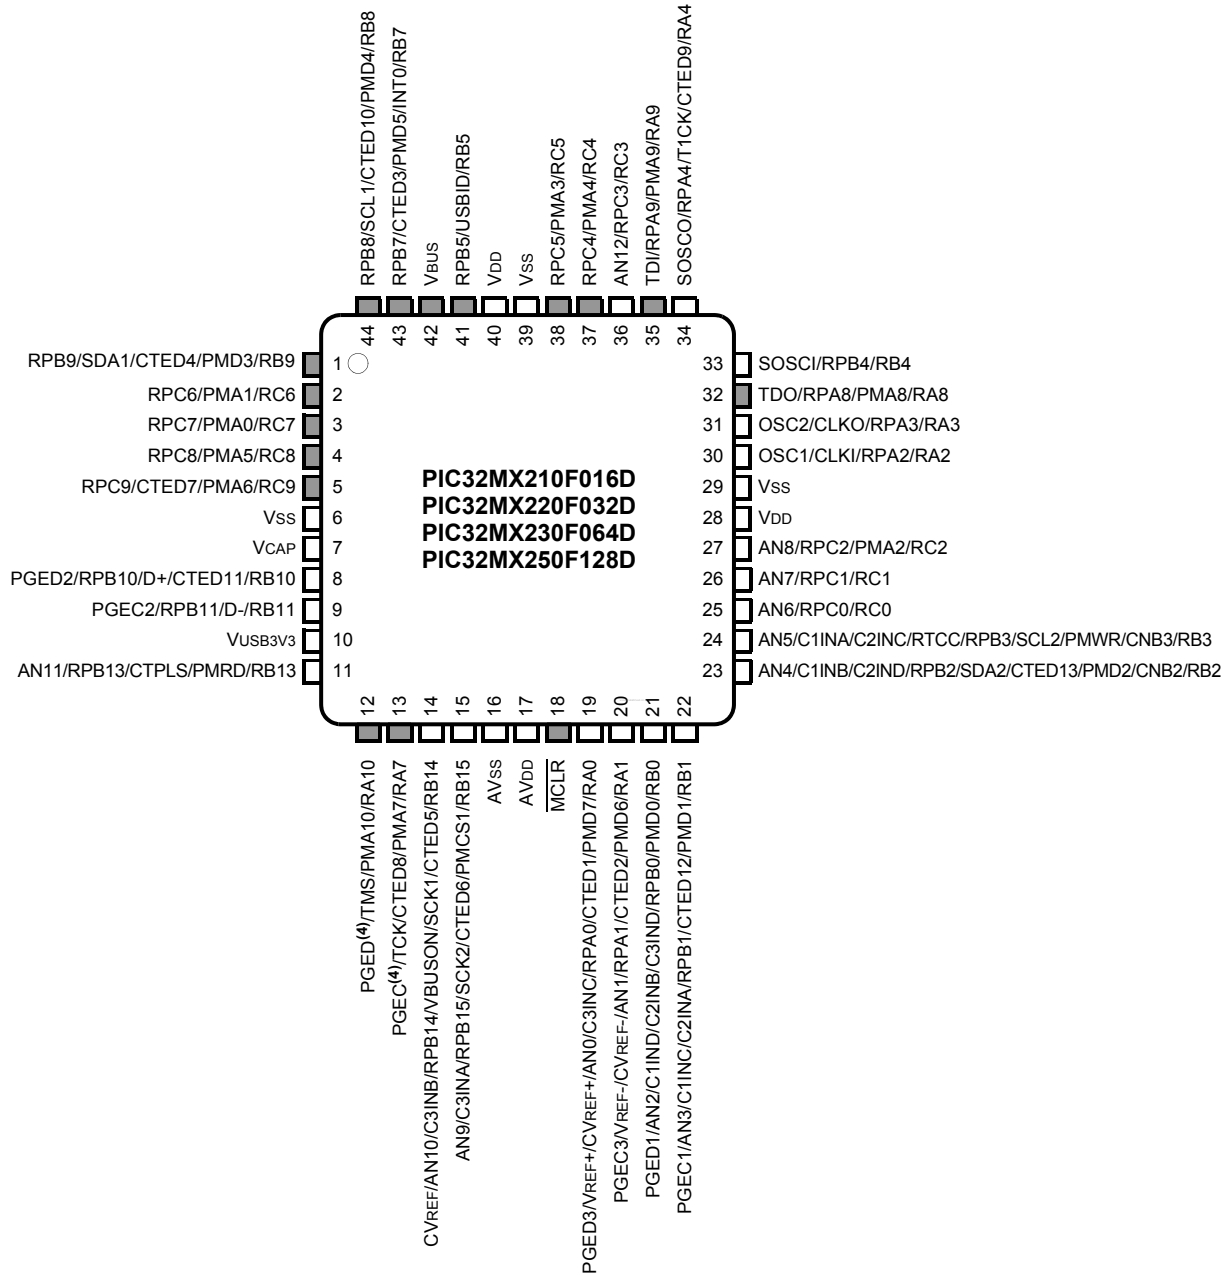 RPB8/SCL1/CTED10/PMD4/RB8
RPB7/CTED3/PMD5/INT0/RB7
VBUS
RPB5/USBID/RB5
VDD
VSS
RPC5/PMA3/RC5
RPC4/PMA4/RC4
AN12/RPC3/RC3
TDI/RPA9/PMA9/RA9
SOSCO/RPA4/T1CK/CTED9/RA4
44
43
42
41
40
39
38
37
36
35
34
RPB9/SDA1/CTED4/PMD3/RB9 1
RPC6/PMA1/RC6 2
RPC7/PMA0/RC7 3
RPC8/PMA5/RC8 4
RPC9/CTED7/PMA6/RC9 5
VSS 6
VCAP 7
PGED2/RPB10/D+/CTED11/RB10 8
PGEC2/RPB11/D-/RB11 9
VUSB3V3 10
AN11/RPB13/CTPLS/PMRD/RB13 11
PIC32MX210F016D
PIC32MX220F032D
PIC32MX230F064D
PIC32MX250F128D
33 SOSCI/RPB4/RB4
32 TDO/RPA8/PMA8/RA8
31 OSC2/CLKO/RPA3/RA3
30 OSC1/CLKI/RPA2/RA2
29 VSS
28 VDD
27 AN8/RPC2/PMA2/RC2
26 AN7/RPC1/RC1
25 AN6/RPC0/RC0
24 AN5/C1INA/C2INC/RTCC/RPB3/SCL2/PMWR/CNB3/RB3
23 AN4/C1INB/C2IND/RPB2/SDA2/CTED13/PMD2/CNB2/RB2
12
13
14
15
16
17
18
19
20
21
22
PGED(4)/TMS/PMA10/RA10
PGEC(4)/TCK/CTED8/PMA7/RA7
CVREF/AN10/C3INB/RPB14/VBUSON/SCK1/CTED5/RB14
AN9/C3INA/RPB15/SCK2/CTED6/PMCS1/RB15
AVSS
AVDD
MCLR
PGED3/VREF+/CVREF+/AN0/C3INC/RPA0/CTED1/PMD7/RA0
PGEC3/VREF-/CVREF-/AN1/RPA1/CTED2/PMD6/RA1
PGED1/AN2/C1IND/C2INB/C3IND/RPB0/PMD0/RB0
PGEC1/AN3/C1INC/C2INA/RPB1/CTED12/PMD1/RB1